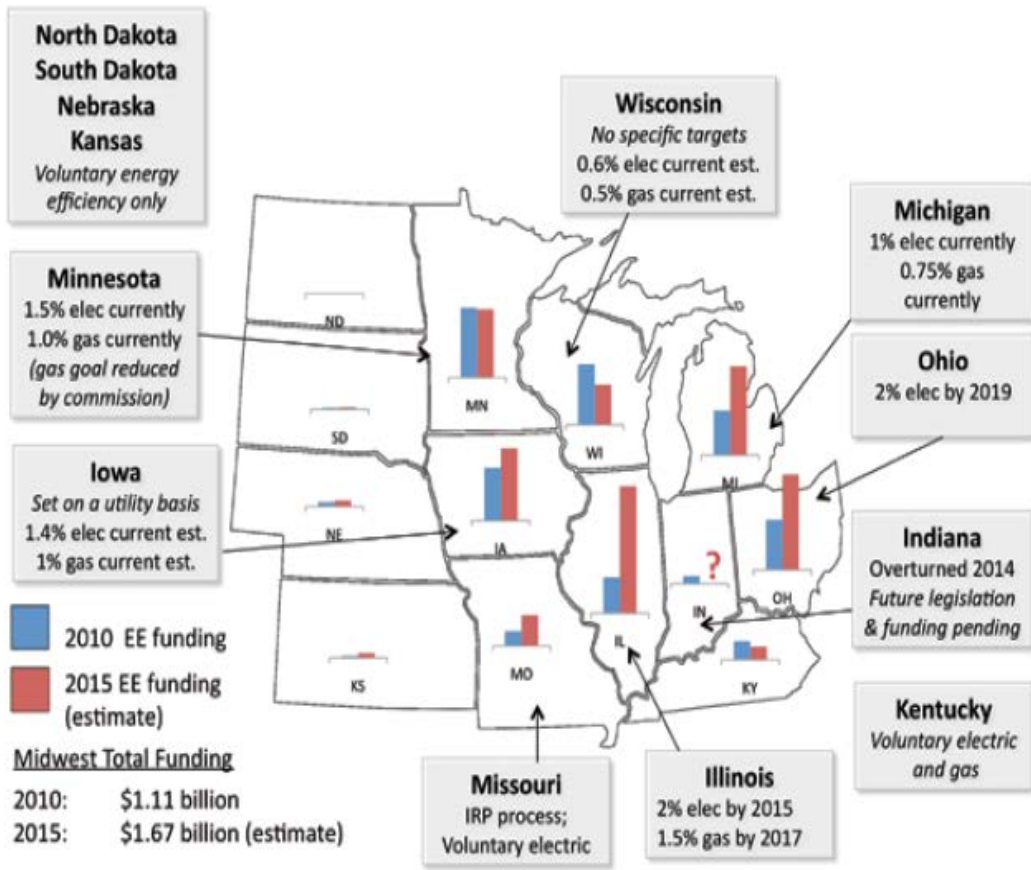 North Dakota
South Dakota
Nebraska
Kansas
Voluntary energy
efficiency only
Wisconsin
No specific targets
0.6% elec current est.
0.5% gas current est.
Michigan
1% elec currently
0.75% gas
currently
Minnesota
1.5% elec currently
1.0% gas currently
(gas goal reduced
by commission)
Ohio
2% elec by 2019
Iowa
Set on a utility basis
1.4% elec current est.
1% gas current est.
Indiana
Overturned 2014
Future legislation
& funding pending
ND
SD
NE
KS
MN
IA
MO
WI
IL
MI
?
IN
OH
KY
2010 EE funding
2015 EE funding
(estimate)
Midwest Total Funding
2010: $1.11 billion
2015: $1.67 billion (estimate)
Missouri
IRP process;
Voluntary electric
Illinois
2% elec by 2015
1.5% gas by 2017
Kentucky
Voluntary electric
and gas